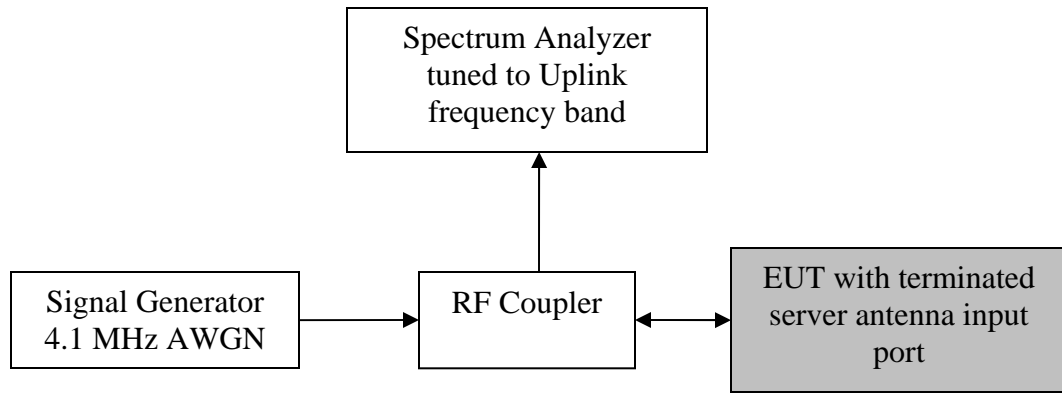 Spectrum Analyzer
tuned to Uplink
frequency band
Signal Generator
4.1 MHz AWGN
RF Coupler
EUT with terminated
server antenna input
port